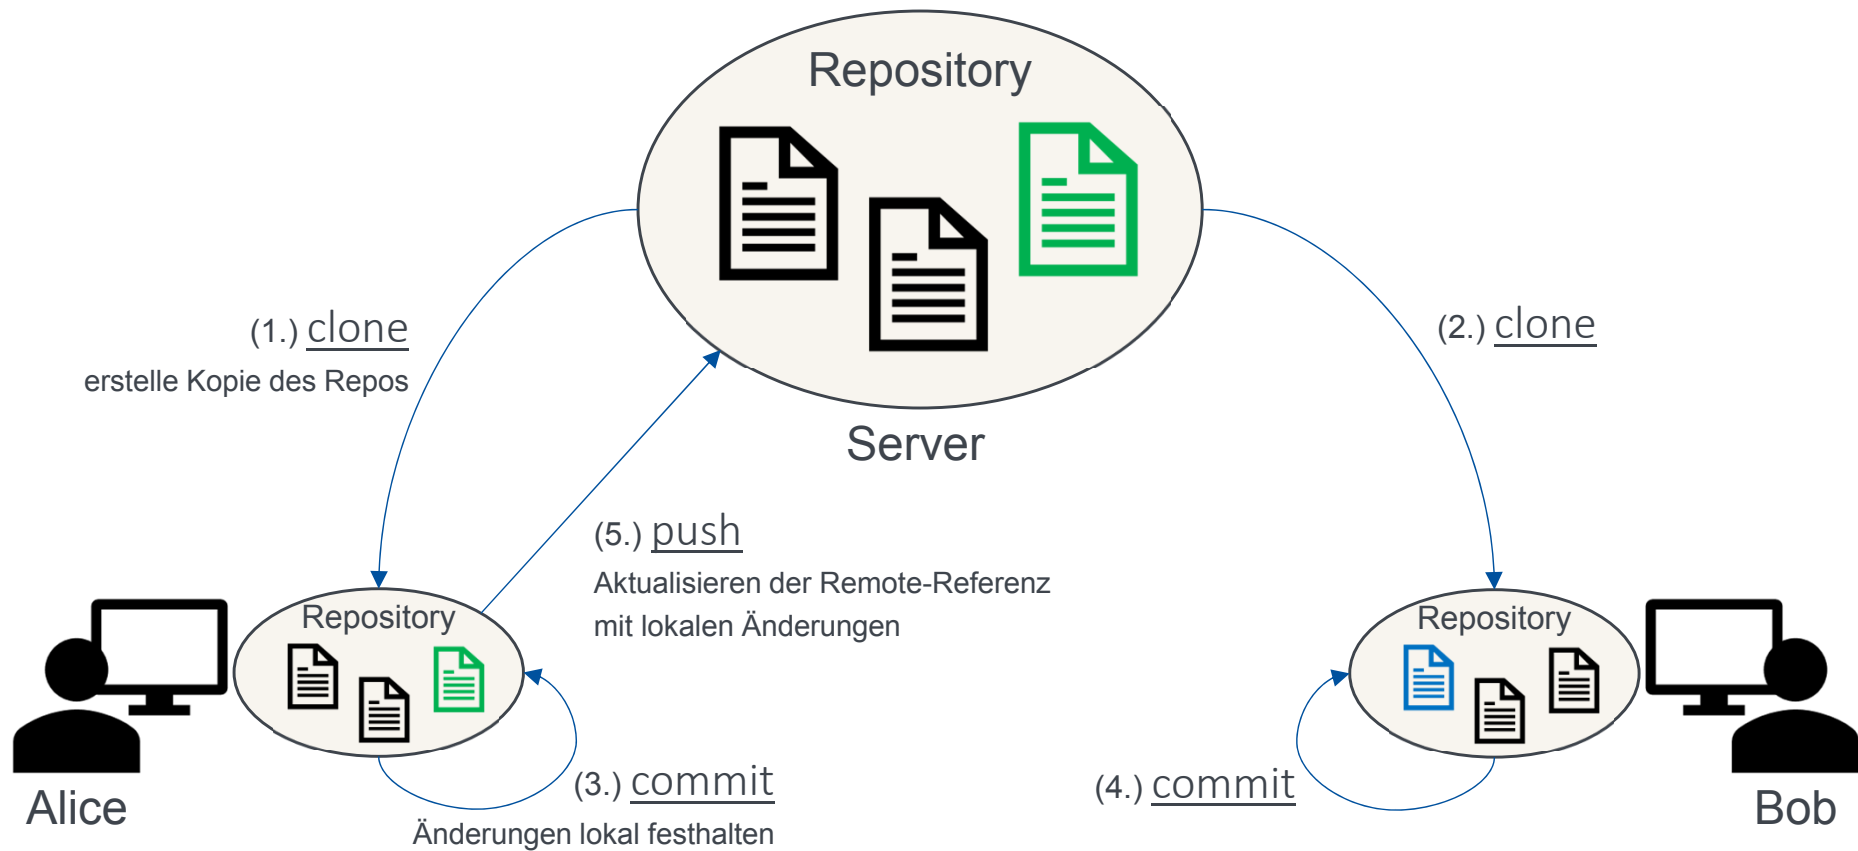 Repository
Server
(1.) clone
erstelle Kopie des Repos
(2.) clone
(5.) push
Aktualisieren der Remote-Referenz
mit lokalen Änderungen
Repository
Repository
(3.) commit
Änderungen lokal festhalten
(4.) commit
Alice
Bob